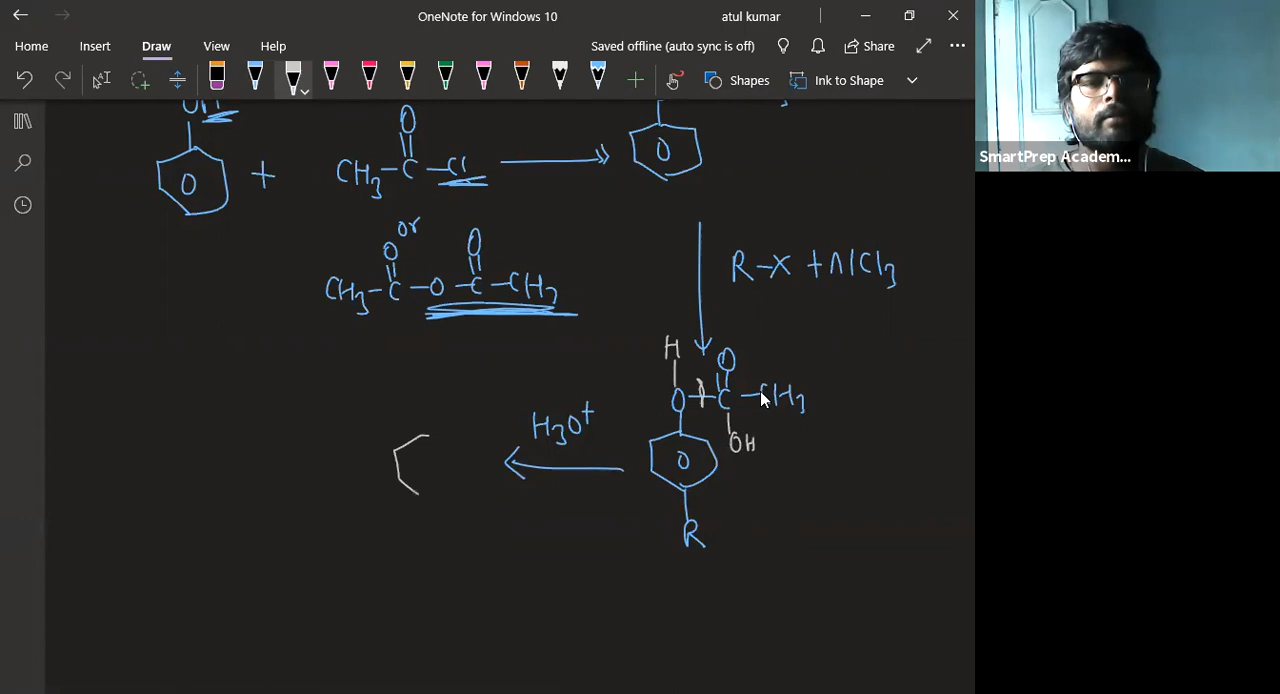 OneNote for Windows 10
atul kumar
Home Insert Draw View Help
Saved offline (auto sync is off)
Share
Shapes
Ink to Shape
SmartPrep Academ...
OH
O
O + CH3-C-Cl
O
or
O O
CH3-C-O-C-CH3
R-X + AlCl3
H O
O-C-CH3
OH
H3O+
O
R